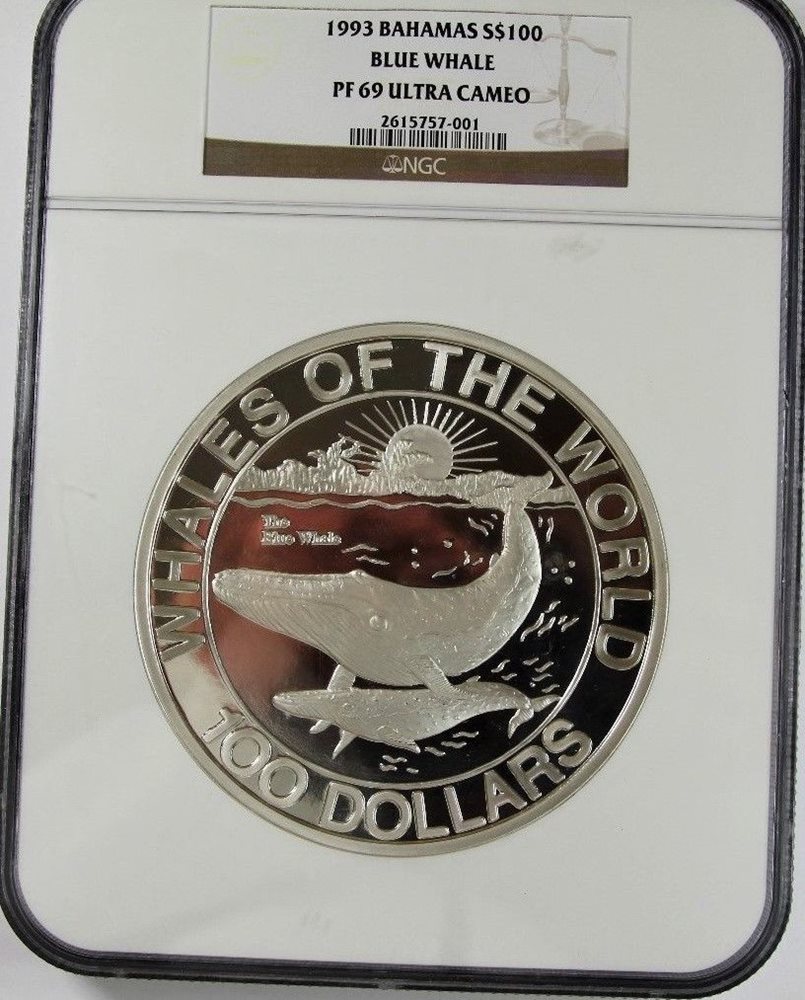 1993 BAHAMAS S$100
BLUE WHALE
PF 69 ULTRA CAMEO
2615757-001
NGC
WHALES OF THE WORLD
The
Blue Whale
100 DOLLARS